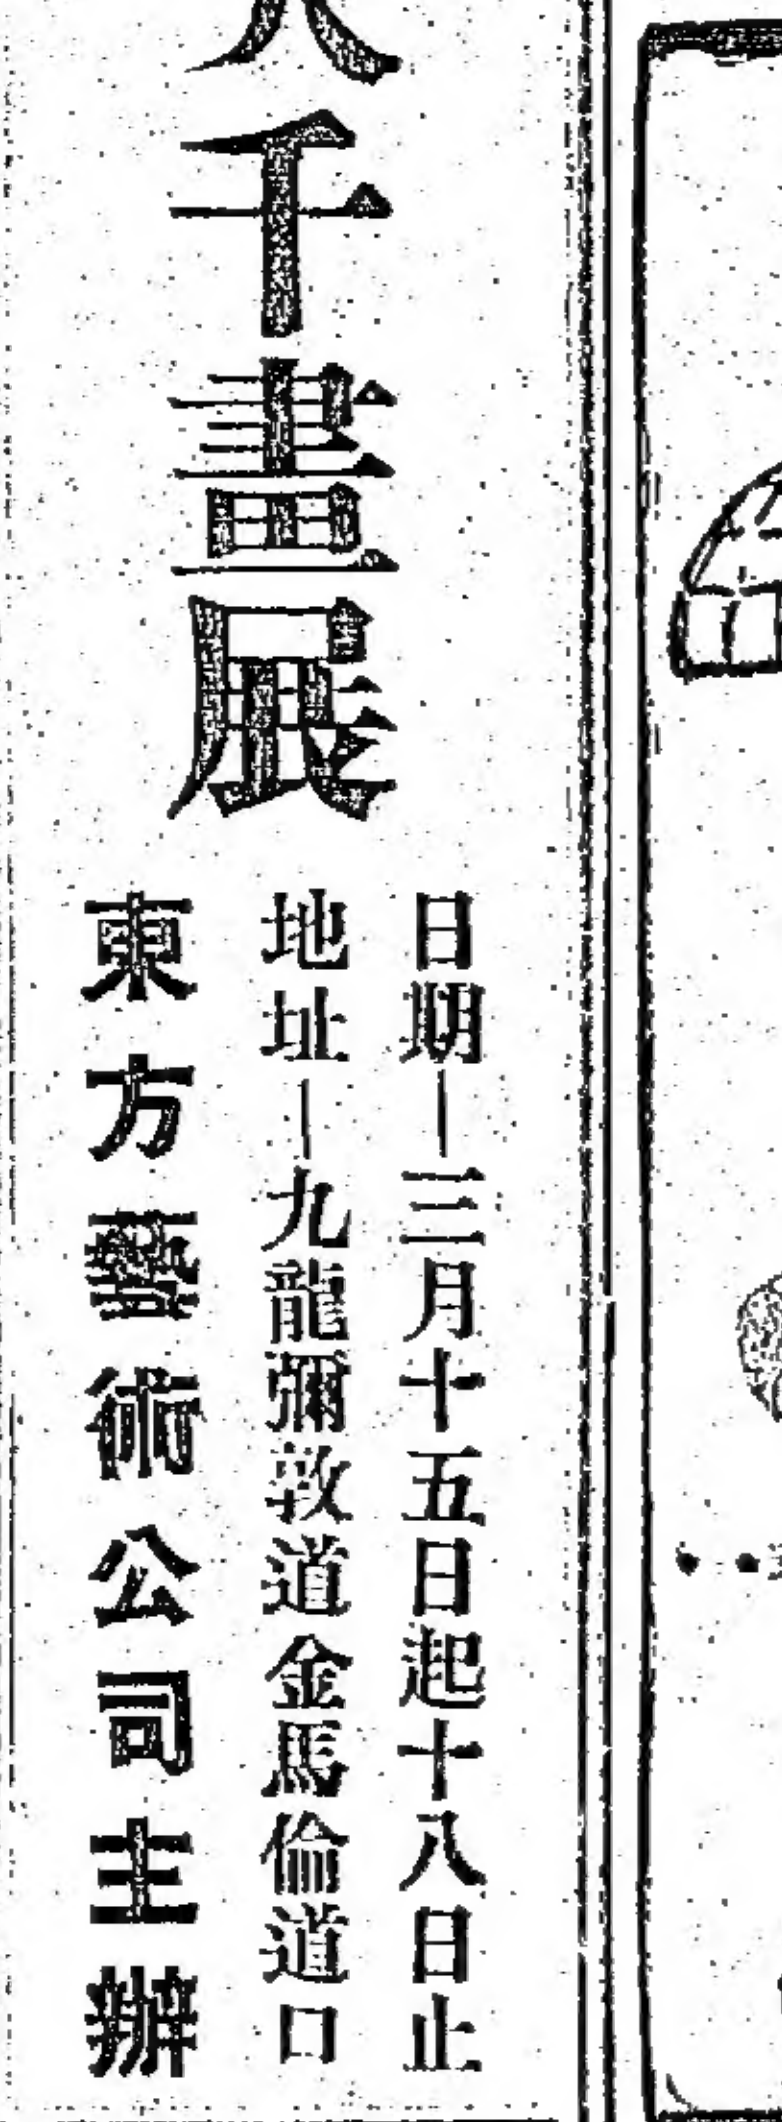 千畫展
日期—三月十五日起十八日止
地址—九龍彌敦道金馬倫道口
東方藝術公司主辦